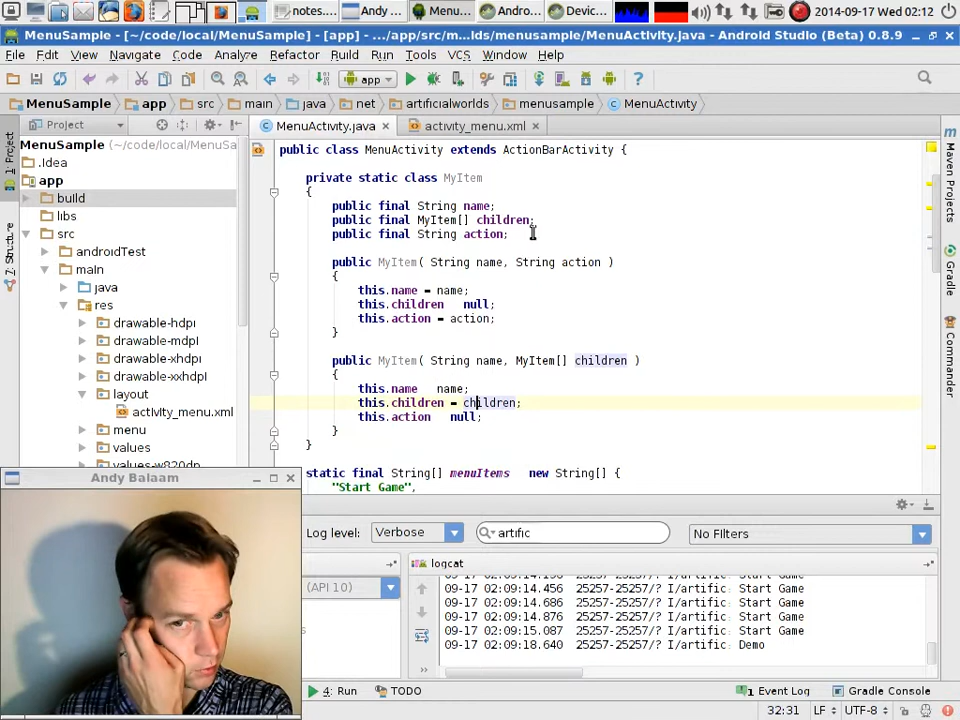 notes....
Andy ...
Menu...
Androi...
Devic...
2014-09-17 02:12
MenuSample - [~/code/local/MenuSample] - [app] - .../app/src/m...lds/menusample/MenuActivity.java - Android Studio (Beta) 0.8.9
File Edit View Navigate Code Analyze Refactor Build Run Tools VCS Window Help
app
MenuSample app src main java net artificialworlds menusample MenuActivity
Project
MenuActivity.java
activity_menu.xml
MenuSample (~/code/local/MenuSa
.idea
app
build
libs
src
androidTest
main
java
res
drawable-hdpi
drawable-mdpi
drawable-xhdpi
drawable-xxhdpi
layout
activity_menu.xml
menu
values
values-w820dp
1: Project
7: Structure
public class MenuActivity extends ActionBarActivity {
private static class MyItem
{
public final String name;
public final MyItem[] children;
public final String action;
public MyItem( String name, String action )
{
this.name = name;
this.children null;
this.action = action;
}
public MyItem( String name, MyItem[] children )
{
this.name name;
this.children = children;
this.action null;
}
}
static final String[] menuItems new String[] {
"Start Game",
Maven Projects
Gradle
Commander
Andy Balaam
Log level: Verbose
artific
No Filters
(API 10)
logcat
09-17 02:09:14.456 25257-25257/? I/artific: Start Game
09-17 02:09:14.686 25257-25257/? I/artific: Start Game
09-17 02:09:14.876 25257-25257/? I/artific: Start Game
09-17 02:09:15.087 25257-25257/? I/artific: Start Game
09-17 02:09:18.640 25257-25257/? I/artific: Demo
4: Run
TODO
1 Event Log
Gradle Console
32:31 LF UTF-8